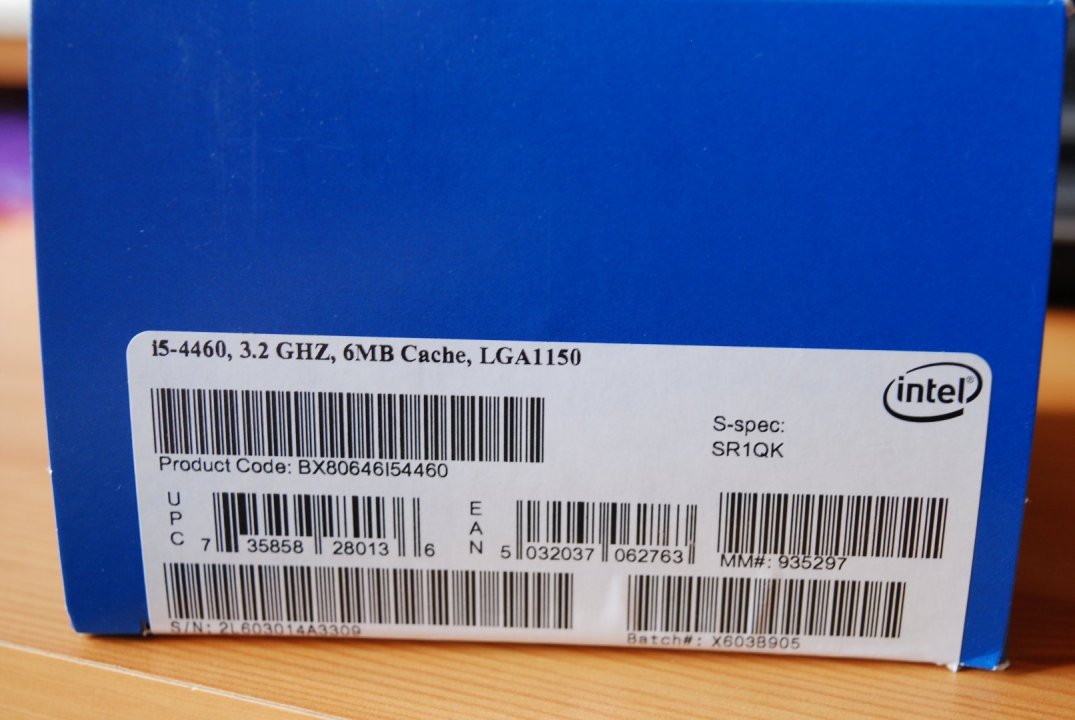 i5-4460, 3.2 GHZ, 6MB Cache, LGA1150
intel®
S-spec:
SR1QK
Product Code: BX80646I54460
UPC 7 35858 28013 6
EAN 5 032037 062763
MM#: 935297
S/N: 2L603014A3309
Batch#: X603B905